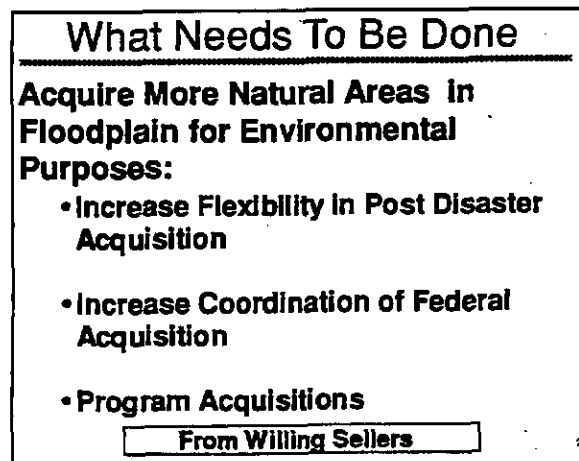 What Needs To Be Done
Acquire More Natural Areas in
Floodplain for Environmental
Purposes:
•Increase Flexibility in Post Disaster
Acquisition
•Increase Coordination of Federal
Acquisition
•Program Acquisitions
From Willing Sellers